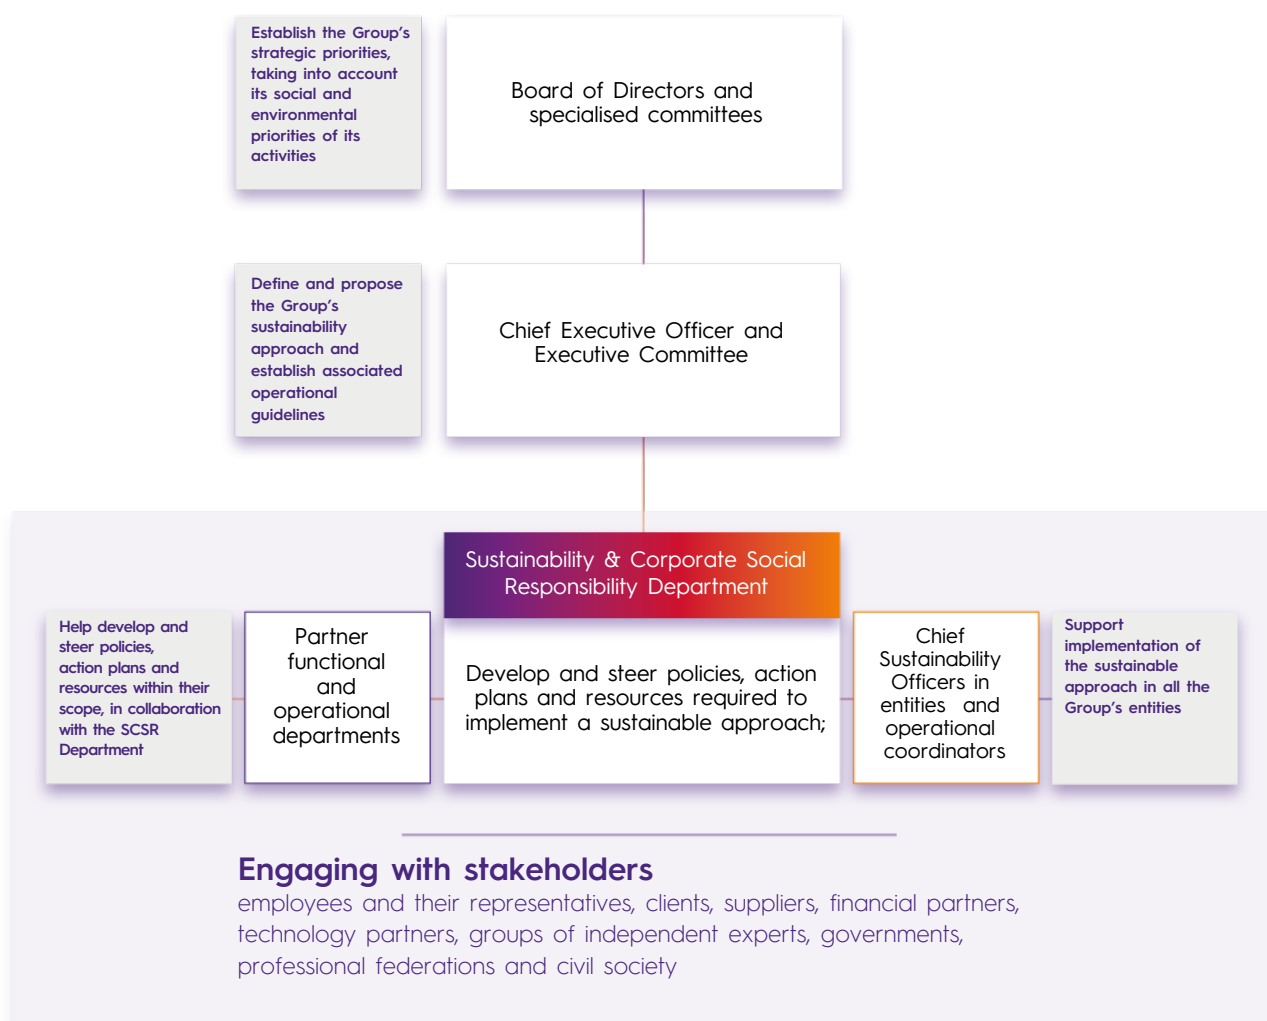 Establish the Group’s
strategic priorities,
taking into account
its social and
environmental
priorities of its
activities
Board of Directors and
specialised committees
Define and propose
the Group’s
sustainability
approach and
establish associated
operational
guidelines
Chief Executive Officer and
Executive Committee
Sustainability & Corporate Social
Responsibility Department
Help develop and
steer policies,
action plans and
resources within their
scope, in collaboration
with the SCSR
Department
Partner
functional
and
operational
departments
Develop and steer policies, action
plans and resources required to
implement a sustainable approach;
Chief
Sustainability
Officers in
entities and
operational
coordinators
Support
implementation of
the sustainable
approach in all the
Group’s entities
Engaging with stakeholders
employees and their representatives, clients, suppliers, financial partners,
technology partners, groups of independent experts, governments,
professional federations and civil society